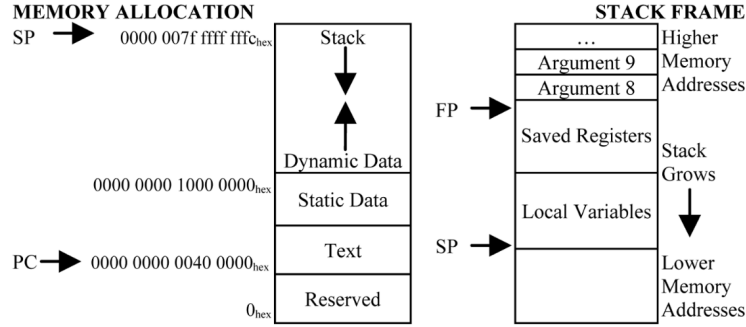 MEMORY ALLOCATION
SP
0000 007f ffff fffchex
Stack
Dynamic Data
0000 0000 1000 0000hex
Static Data
PC
0000 0000 0040 0000hex
Text
Reserved
0hex
STACK FRAME
…
Higher
Memory
Addresses
Argument 9
Argument 8
FP
Saved Registers
Stack
Grows
Local Variables
SP
Lower
Memory
Addresses